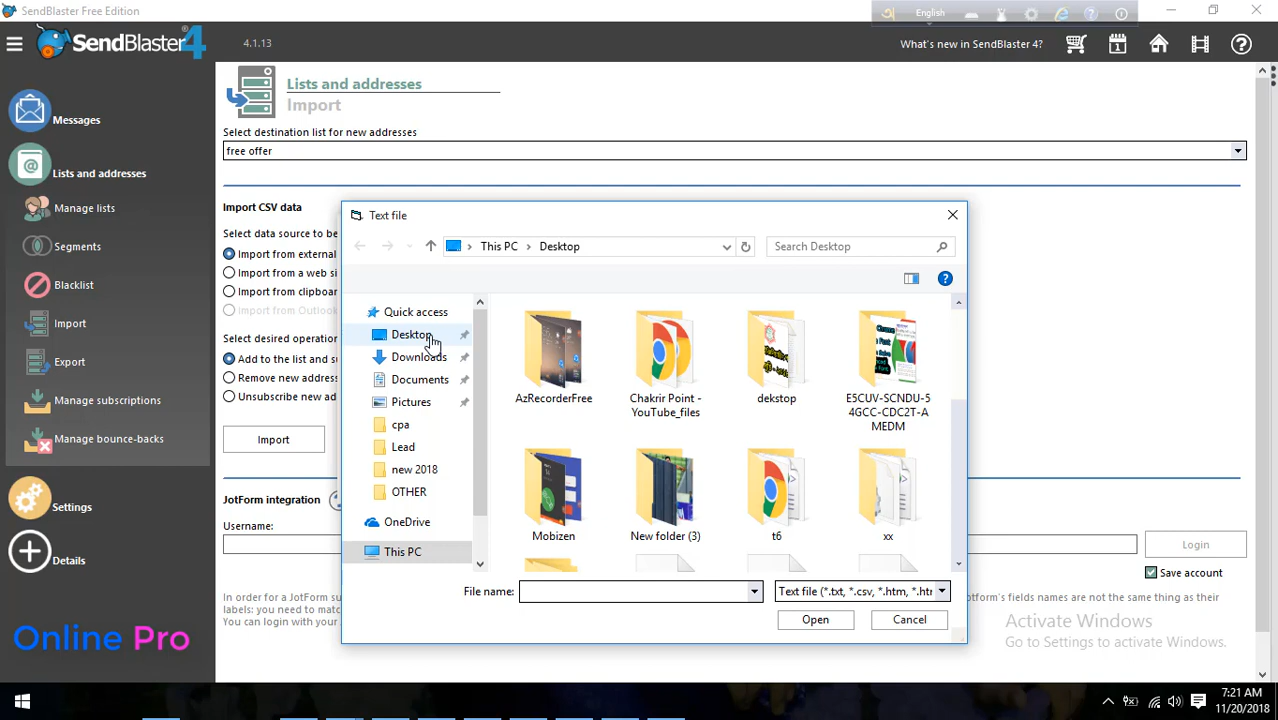 SendBlaster Free Edition
English
SendBlaster 4
4.1.13
What's new in SendBlaster 4?
1
Messages
Lists and addresses
Manage lists
Segments
Blacklist
Import
Export
Manage subscriptions
Manage bounce-backs
Settings
Details
Online Pro
Lists and addresses
Import
Select destination list for new addresses
free offer
Import CSV data
Select data source to be
Import from external
Import from a web si
Import from clipboar
Import from Outlook
Select desired operation
Add to the list and su
Remove new address
Unsubscribe new ad
Import
JotForm integration
Username:
Login
Save account
In order for a JotForm su
labels: you need to matc
You can login with your
's fields names are not the same thing as their
Activate Windows
Go to Settings to activate Windows.
Text file
This PC > Desktop
Search Desktop
Quick access
Desktop
Downloads
Documents
Pictures
cpa
Lead
new 2018
OTHER
OneDrive
This PC
AzRecorderFree
Chakrir Point -
YouTube_files
dekstop
E5CUV-SCNDU-5
4GCC-CDC2T-A
MEDM
Mobizen
New folder (3)
t6
xx
File name:
Text file (*.txt, *.csv, *.htm, *.htr
Open
Cancel
7:21 AM
11/20/2018